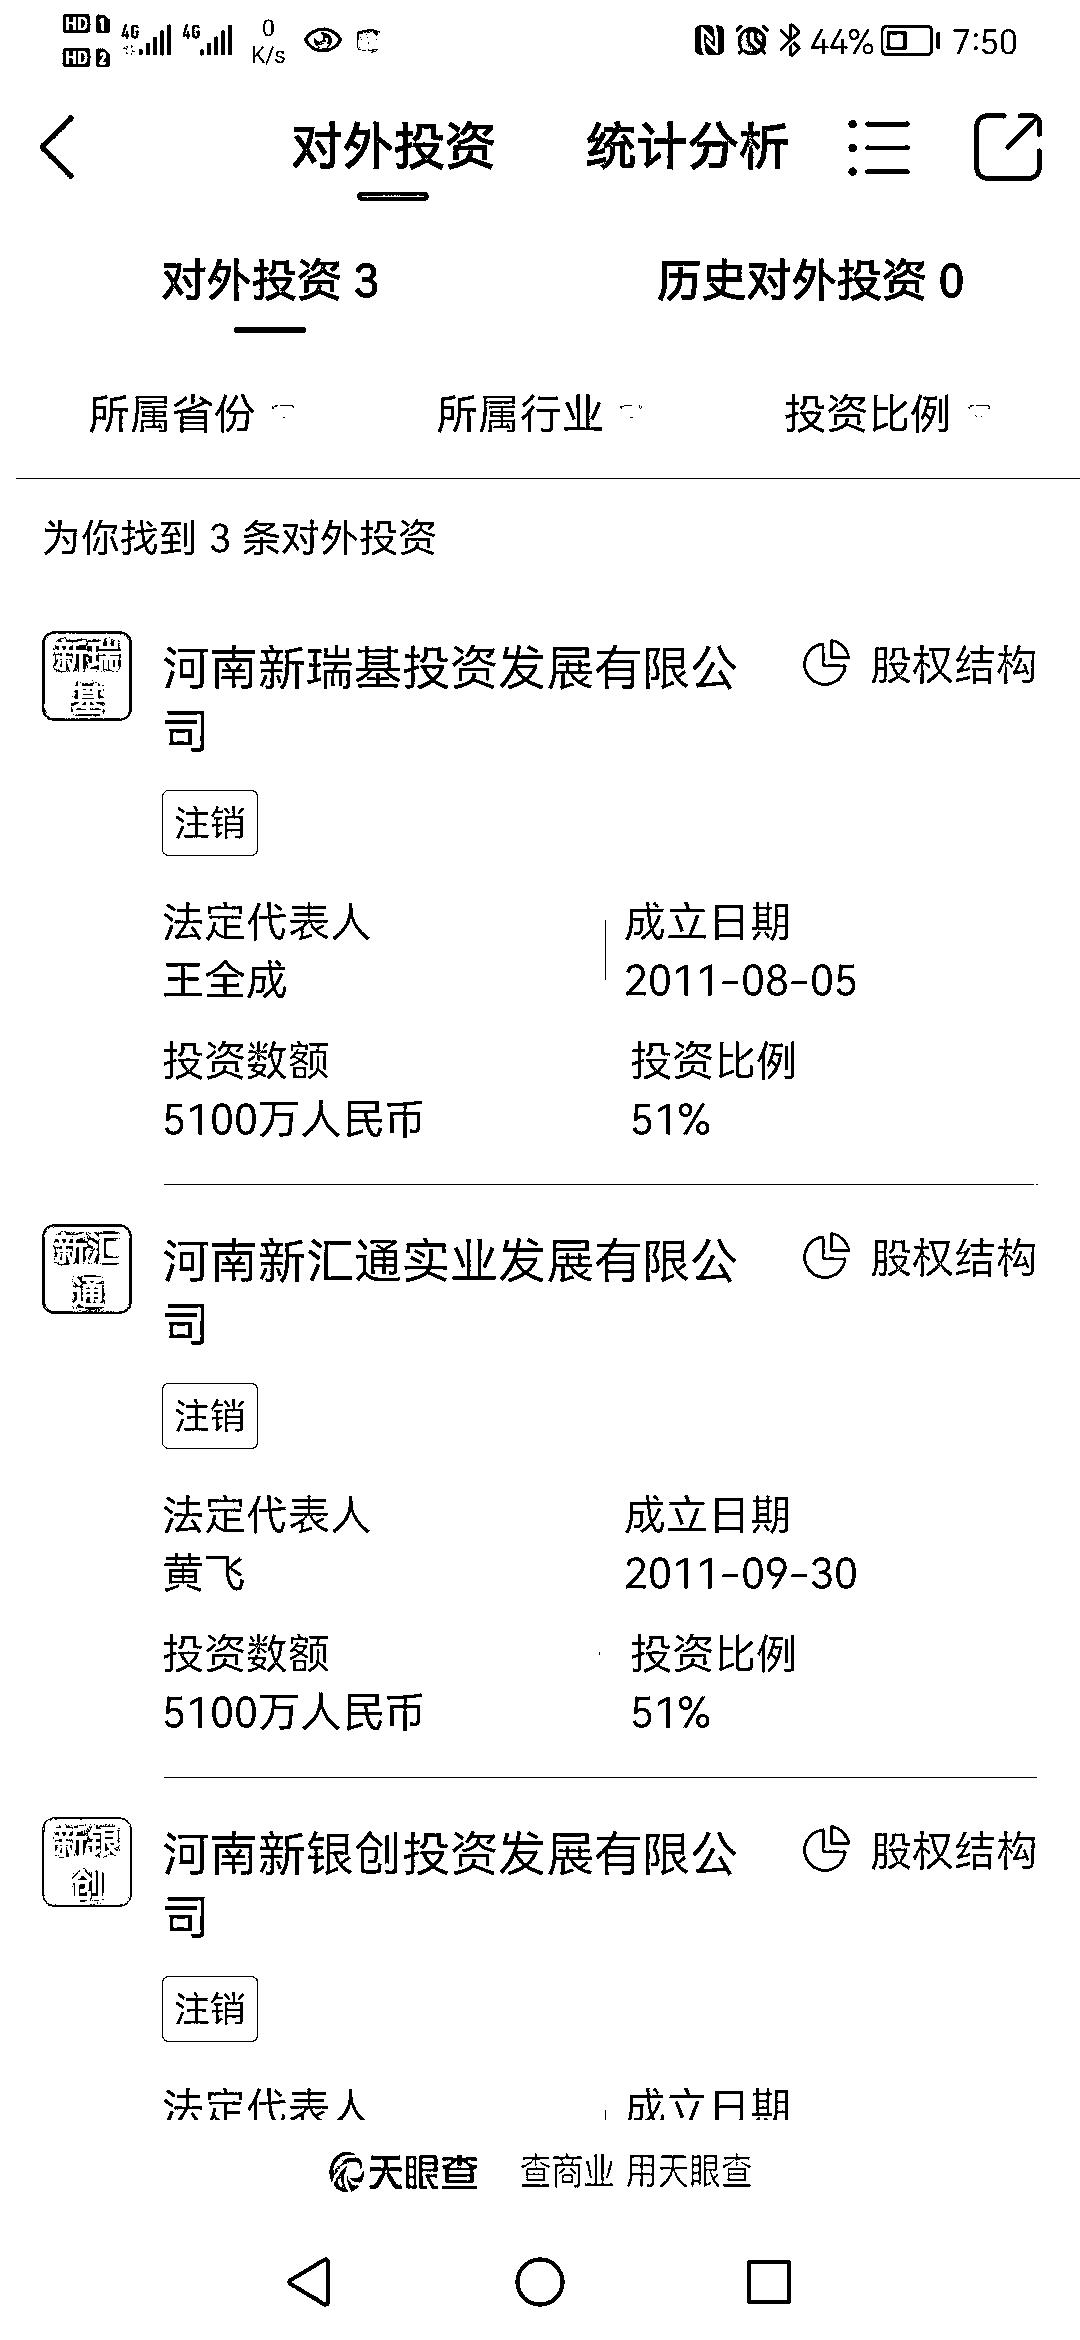 HD 1 4G 4G 0 44% 7:50
HD 2 K/s
对外投资 统计分析
对外投资 3 历史对外投资 0
所属省份 所属行业 投资比例
为你找到 3 条对外投资
新瑞
基
河南新瑞基投资发展有限公 股权结构
司
注销
法定代表人 成立日期
王全成 2011-08-05
投资数额 投资比例
5100万人民币 51%
新汇
通
河南新汇通实业发展有限公 股权结构
司
注销
法定代表人 成立日期
黄飞 2011-09-30
投资数额 投资比例
5100万人民币 51%
新银
创
河南新银创投资发展有限公 股权结构
司
注销
法定代表人 成立日期
天眼查 查商业 用天眼查